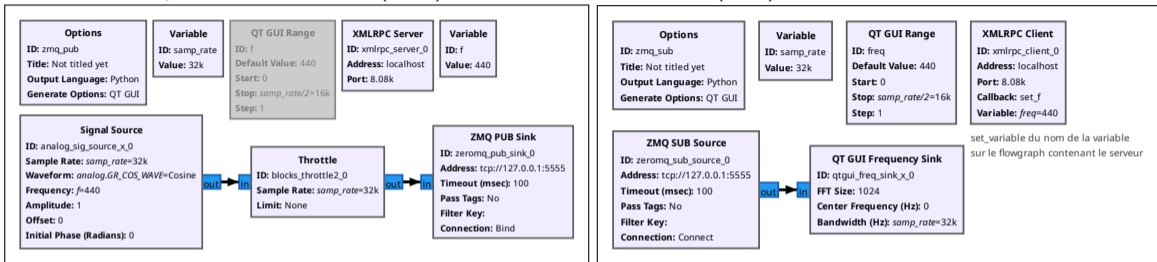 Options
ID: zmq_pub
Title: Not titled yet
Output Language: Python
Generate Options: QT GUI
Variable
ID: samp_rate
Value: 32k
QT GUI Range
ID: f
Default Value: 440
Start: 0
Stop: samp_rate/2=16k
Step: 1
XMLRPC Server
ID: xmlrpc_server_0
Address: localhost
Port: 8.08k
Variable
ID: f
Value: 440
Signal Source
ID: analog_sig_source_x_0
Sample Rate: samp_rate=32k
Waveform: analog.GR_COS_WAVE=Cosine
Frequency: f=440
Amplitude: 1
Offset: 0
Initial Phase (Radians): 0
out
in
Throttle
ID: blocks_throttle2_0
Sample Rate: samp_rate=32k
Limit: None
out
in
ZMQ PUB Sink
ID: zeromq_pub_sink_0
Address: tcp://127.0.0.1:5555
Timeout (msec): 100
Pass Tags: No
Filter Key:
Connection: Bind
Options
ID: zmq_sub
Title: Not titled yet
Output Language: Python
Generate Options: QT GUI
Variable
ID: samp_rate
Value: 32k
QT GUI Range
ID: freq
Default Value: 440
Start: 0
Stop: samp_rate/2=16k
Step: 1
XMLRPC Client
ID: xmlrpc_client_0
Address: localhost
Port: 8.08k
Callback: set_f
Variable: freq=440
set_variable du nom de la variable
sur le flowgraph contenant le serveur
ZMQ SUB Source
ID: zeromq_sub_source_0
Address: tcp://127.0.0.1:5555
Timeout (msec): 100
Pass Tags: No
Filter Key:
Connection: Connect
out
in
QT GUI Frequency Sink
ID: qtgui_freq_sink_x_0
FFT Size: 1024
Center Frequency (Hz): 0
Bandwidth (Hz): samp_rate=32k